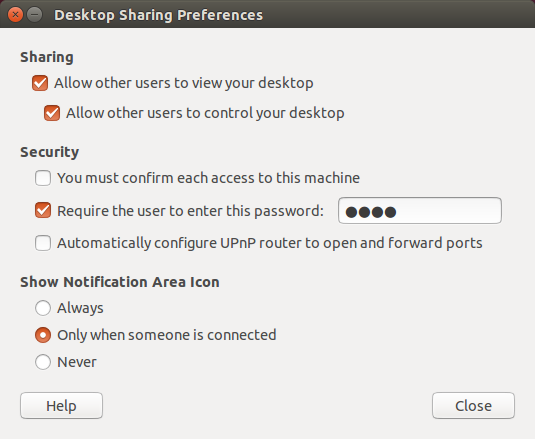 Desktop Sharing Preferences
Sharing
Allow other users to view your desktop
Allow other users to control your desktop
Security
You must confirm each access to this machine
Require the user to enter this password: ●●●●
Automatically configure UPnP router to open and forward ports
Show Notification Area Icon
Always
Only when someone is connected
Never
Help Close